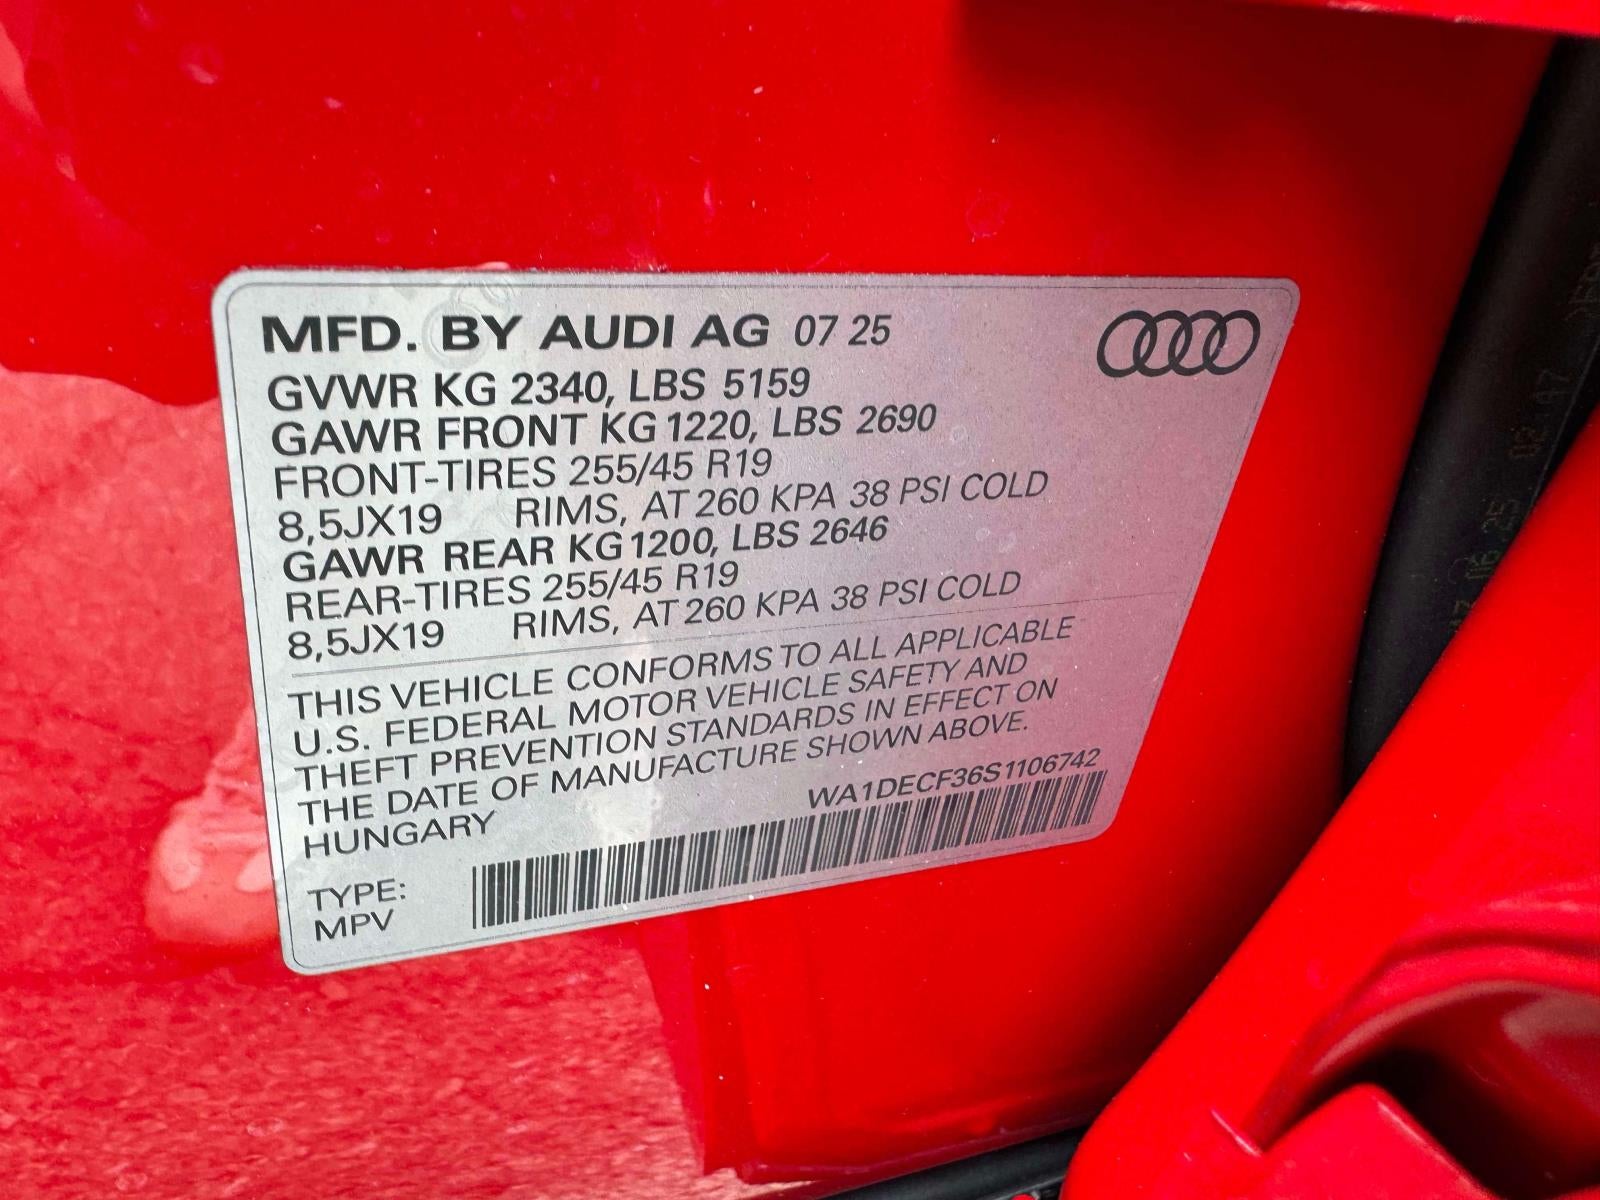 MFD. BY AUDI AG 07 25
GVWR KG 2340, LBS 5159
GAWR FRONT KG 1220, LBS 2690
FRONT-TIRES 255/45 R19
8,5JX19 RIMS, AT 260 KPA 38 PSI COLD
GAWR REAR KG 1200, LBS 2646
REAR-TIRES 255/45 R19
8,5JX19 RIMS, AT 260 KPA 38 PSI COLD
THIS VEHICLE CONFORMS TO ALL APPLICABLE
U.S. FEDERAL MOTOR VEHICLE SAFETY AND
THEFT PREVENTION STANDARDS IN EFFECT ON
THE DATE OF MANUFACTURE SHOWN ABOVE.
HUNGARY
WA1DECF36S1106742
TYPE:
MPV